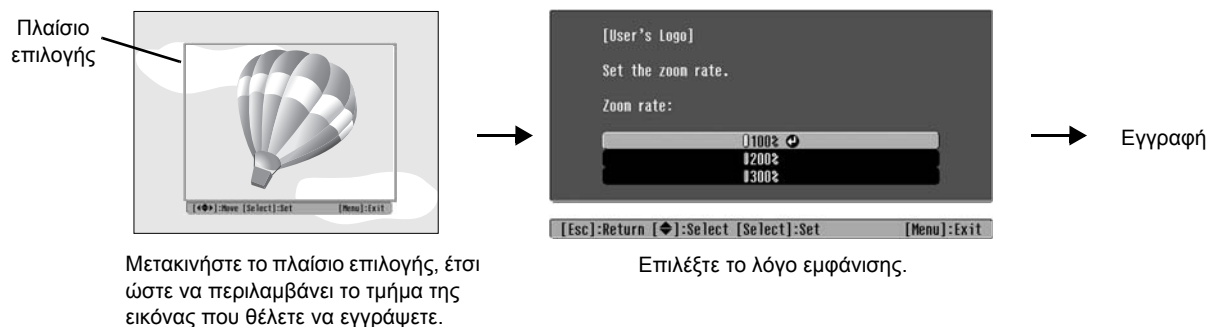 Πλαίσιο
επιλογής
[◄◆►]:Move [Select]:Set [Menu]:Exit
Μετακινήστε το πλαίσιο επιλογής, έτσι
ώστε να περιλαμβάνει το τμήμα της
εικόνας που θέλετε να εγγράψετε.
[User's Logo]
Set the zoom rate.
Zoom rate:
100%
200%
300%
[Esc]:Return [◆]:Select [Select]:Set [Menu]:Exit
Επιλέξτε το λόγο εμφάνισης.
Εγγραφή